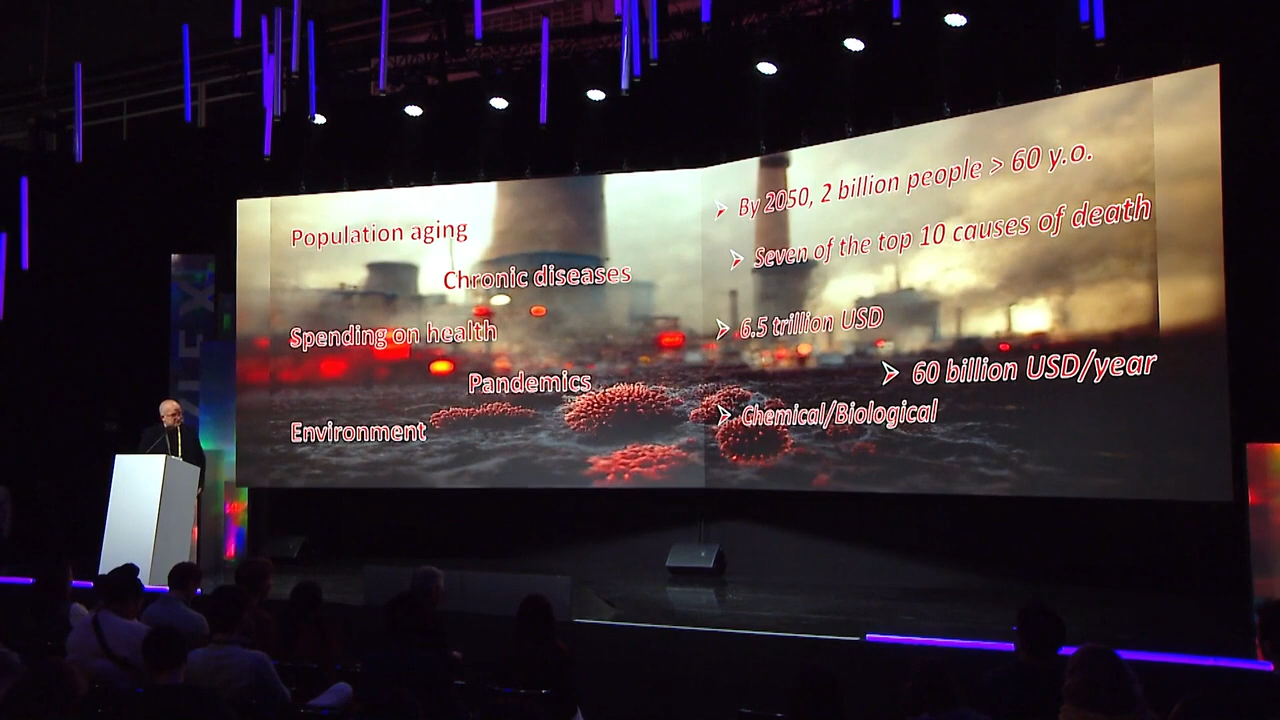 Population aging
➢ By 2050, 2 billion people > 60 y.o.
Chronic diseases
➢ Seven of the top 10 causes of death
Spending on health
➢ 6.5 trillion USD
Pandemics
➢ 60 billion USD/year
Environment
➢ Chemical/Biological